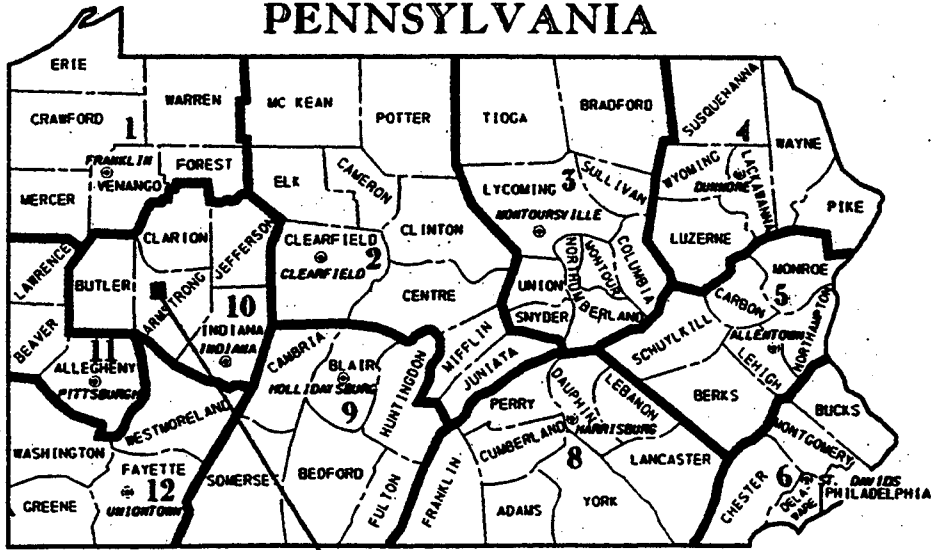 PENNSYLVANIA
ERIE
WARREN
MC KEAN
POTTER
TIOGA
BRADFORD
SUSQUEHANNA
WAYNE
CRAWFORD
1
4
FRANKLIN
VENANGO
FOREST
ELK
CAMERON
LYCOMING
3
SULLIVAN
WYOMING
LACKAWANNA
DUNMORE
MERCER
MONTOURSVILLE
PIKE
CLARION
JEFFERSON
CLEARFIELD
2
CLEARFIELD
CLINTON
LUZERNE
LAWRENCE
BUTLER
ARMSTRONG
CENTRE
UNION
NORTHUMBERLAND
MONTOUR
COLUMBIA
MONROE
CARBON
5
10
INDIANA
INDIANA
SNYDER
BEAVER
11
ALLEGHENY
PITTSBURGH
CAMBRIA
BLAIR
HOLLIDAYSBURG
9
HUNTINGDON
MIFFLIN
JUNIATA
SCHUYLKILL
ALLENTOWN
NORTHAMPTON
LEHIGH
BERKS
WESTMORELAND
PERRY
DAUPHIN
LEBANON
HARRISBURG
BUCKS
WASHINGTON
FAYETTE
12
UNIONTOWN
SOMERSET
BEDFORD
FULTON
FRANKLIN
CUMBERLAND
8
LANCASTER
MONTGOMERY
CHESTER
6
ST. DAVIDS
DELA-
WARE
PHILADELPHIA
GREENE
ADAMS
YORK